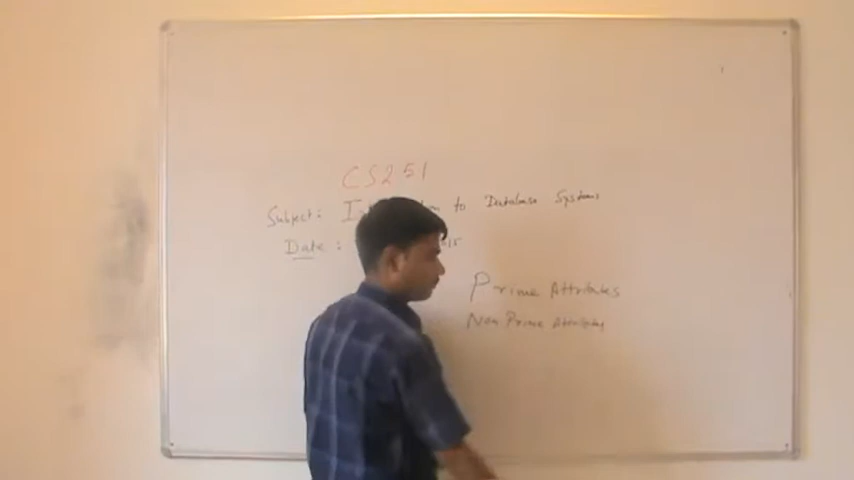 CS251
Subject: to Database Systems
Date :
Prime Attributes
Non Prime Attributes